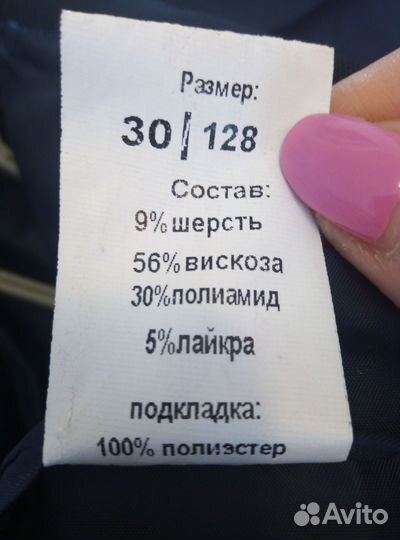 Размер:
30/128
Состав:
9%шерсть
56%вискоза
30%полиамид
5%лайкра
подкладка:
100% полиэстер
Avito